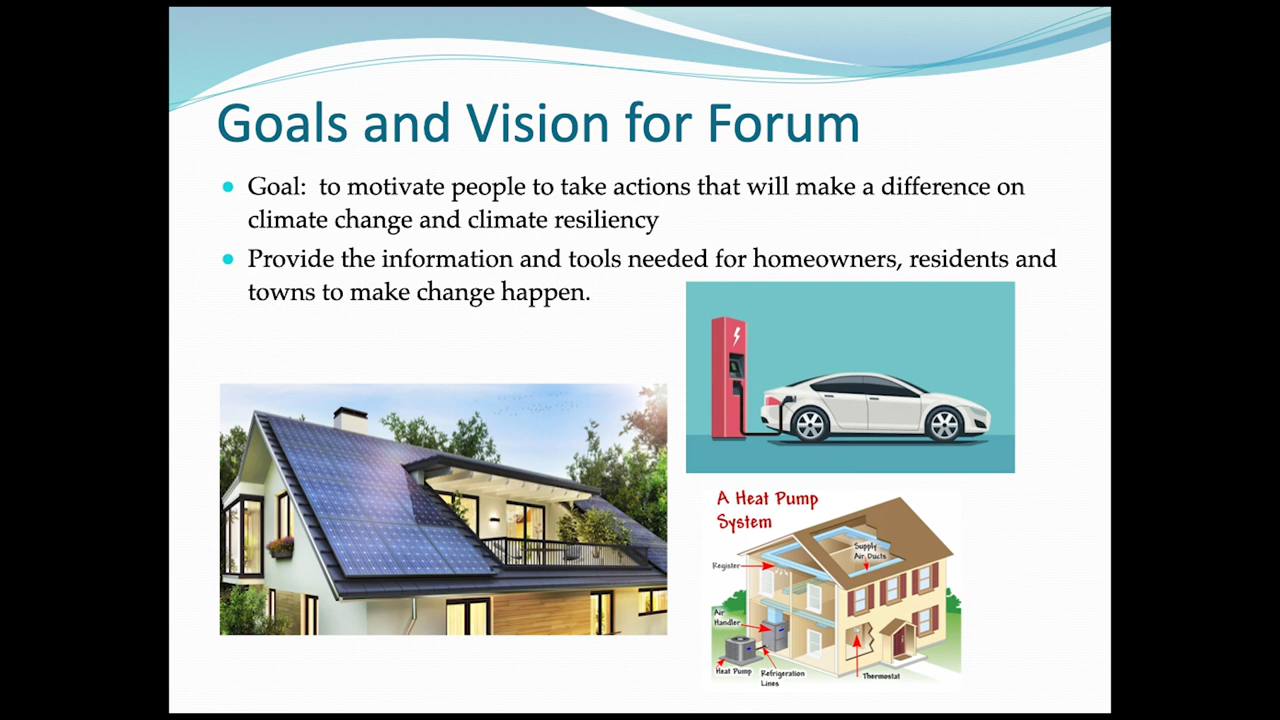 Goals and Vision for Forum
Goal:  to motivate people to take actions that will make a difference on
climate change and climate resiliency
Provide the information and tools needed for homeowners, residents and
towns to make change happen.
A Heat Pump
System
Supply
Air Ducts
Register
Air
Handler
Heat Pump
Refrigeration
Lines
Thermostat